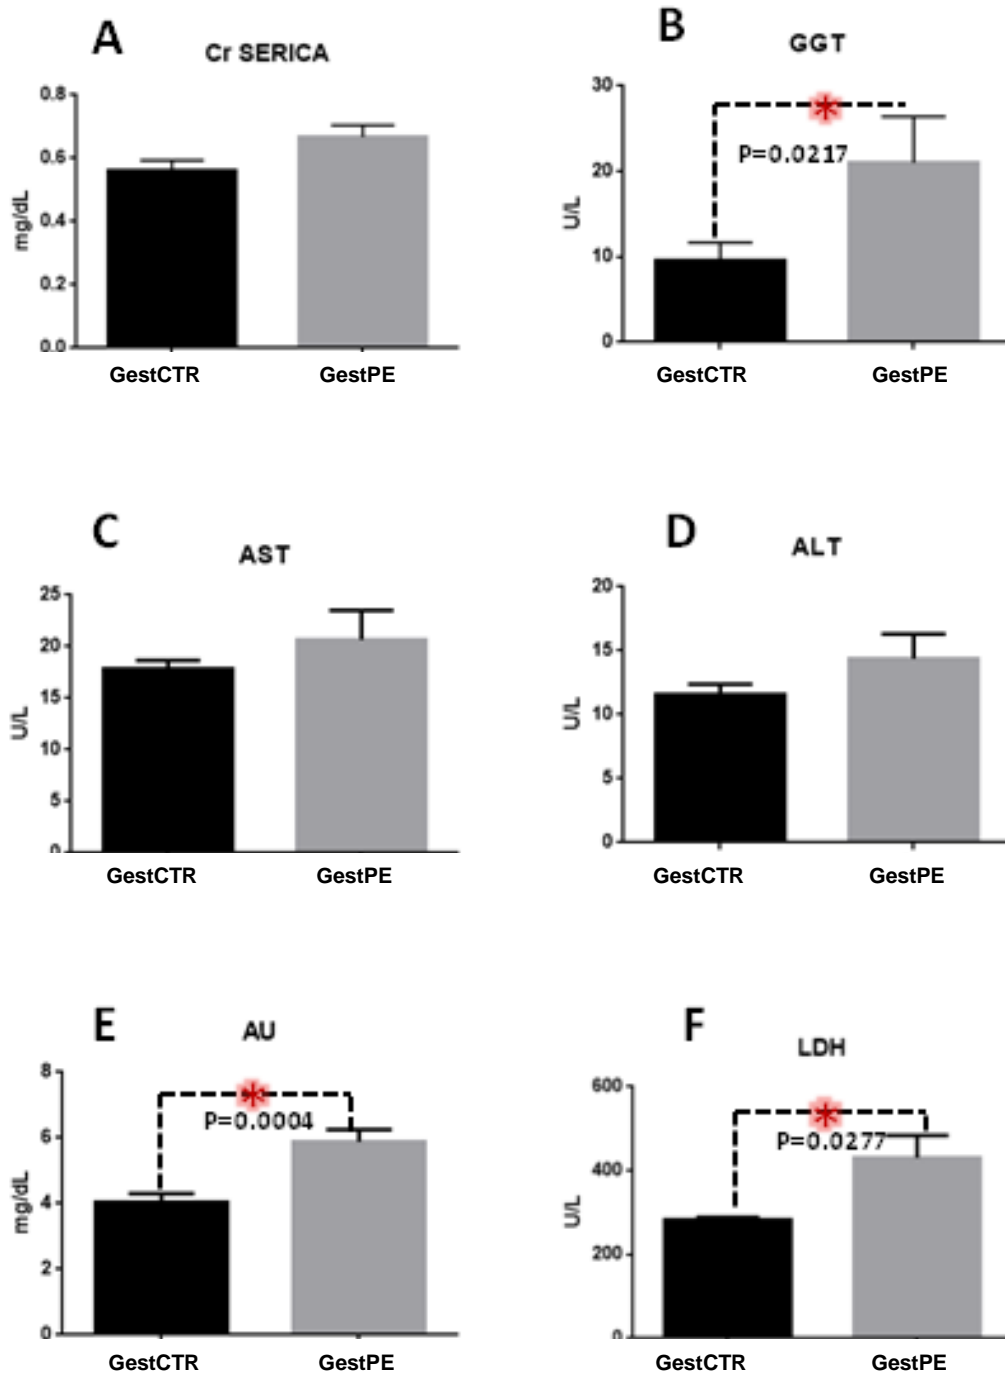 A
Cr SERICA
0.8
0.6
0.4
0.2
0.0
mg/dL
GestCTR GestPE
B
GGT
30
20
10
0
U/L
*
P=0.0217
GestCTR GestPE
C
AST
25
20
15
10
5
0
U/L
GestCTR GestPE
D
ALT
20
15
10
5
0
U/L
GestCTR GestPE
E
AU
8
6
4
2
0
mg/dL
*
P=0.0004
GestCTR GestPE
F
LDH
600
400
200
0
U/L
*
P=0.0277
GestCTR GestPE